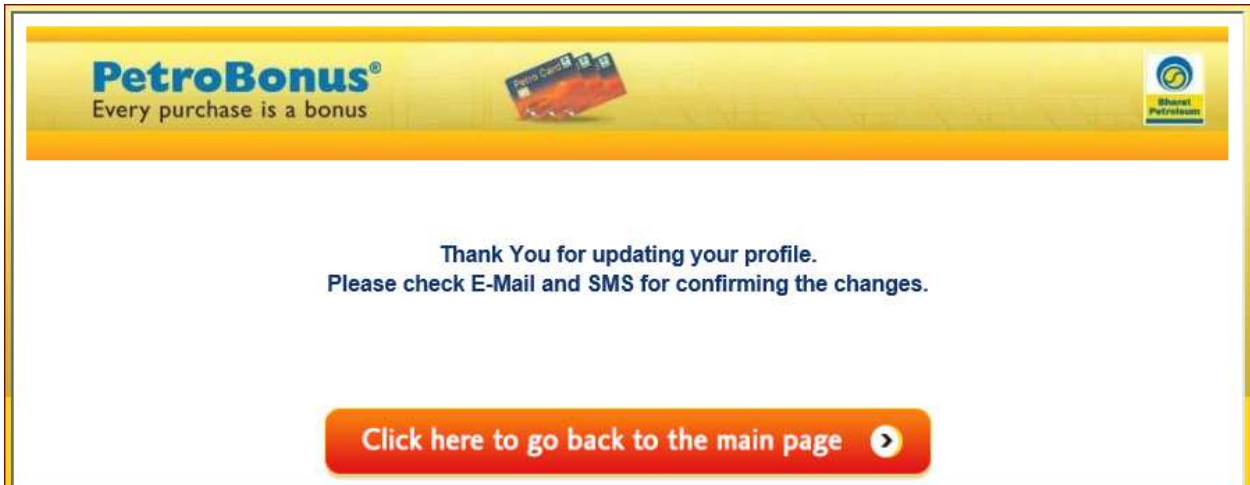 PetroBonus®
Every purchase is a bonus
Petro Card
Bharat
Petroleum
Thank You for updating your profile.
Please check E-Mail and SMS for confirming the changes.
Click here to go back to the main page